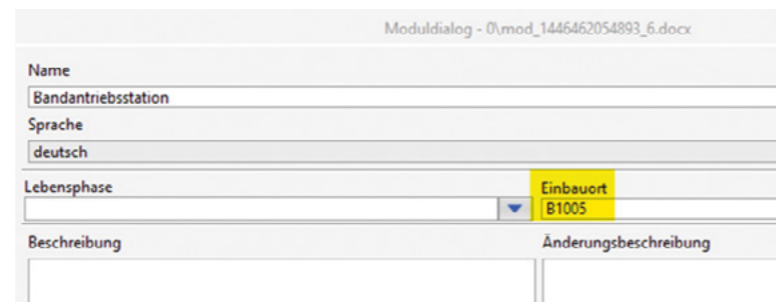 Moduldialog - 0\mod_1446462054893_6.docx
Name
Bandantriebsstation
Sprache
deutsch
Lebensphase Einbauort
B1005
Beschreibung Änderungsbeschreibung